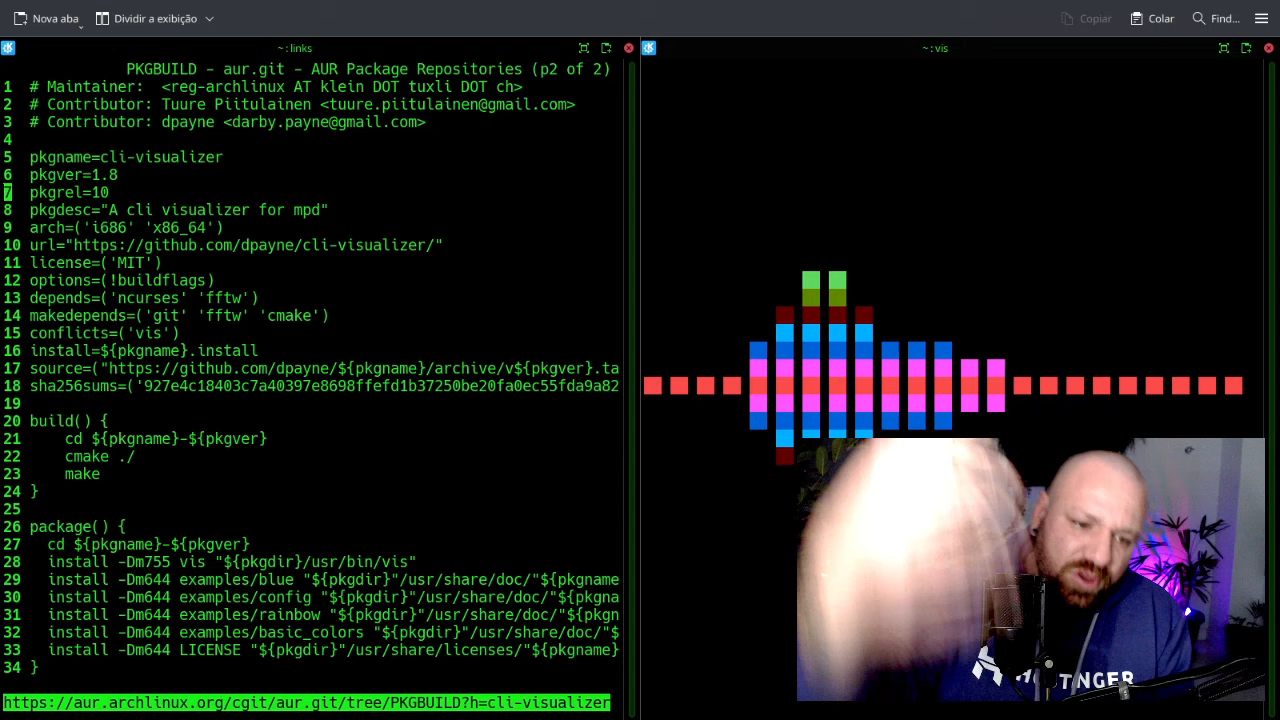 Nova aba
Dividir a exibição
Copiar
Colar
Find...
~ : links
~ : vis
PKGBUILD - aur.git - AUR Package Repositories (p2 of 2)
1 # Maintainer:  <reg-archlinux AT klein DOT tuxli DOT ch>
2 # Contributor: Tuure Piitulainen <tuure.piitulainen@gmail.com>
3 # Contributor: dpayne <darby.payne@gmail.com>
4
5 pkgname=cli-visualizer
6 pkgver=1.8
7 pkgrel=10
8 pkgdesc="A cli visualizer for mpd"
9 arch=('i686' 'x86_64')
10 url="https://github.com/dpayne/cli-visualizer/"
11 license=('MIT')
12 options=(!buildflags)
13 depends=('ncurses' 'fftw')
14 makedepends=('git' 'fftw' 'cmake')
15 conflicts=('vis')
16 install=${pkgname}.install
17 source=("https://github.com/dpayne/${pkgname}/archive/v${pkgver}.ta
18 sha256sums=('927e4c18403c7a40397e8698ffefd1b37250be20fa0ec55fda9a82
19
20 build() {
21     cd ${pkgname}-${pkgver}
22     cmake ./
23     make
24 }
25
26 package() {
27   cd ${pkgname}-${pkgver}
28   install -Dm755 vis "${pkgdir}/usr/bin/vis"
29   install -Dm644 examples/blue "${pkgdir}"/usr/share/doc/"${pkgname
30   install -Dm644 examples/config "${pkgdir}"/usr/share/doc/"${pkgna
31   install -Dm644 examples/rainbow "${pkgdir}"/usr/share/doc/"${pkgn
32   install -Dm644 examples/basic_colors "${pkgdir}"/usr/share/doc/"$
33   install -Dm644 LICENSE "${pkgdir}"/usr/share/licenses/"${pkgname}
34 }
https://aur.archlinux.org/cgit/aur.git/tree/PKGBUILD?h=cli-visualizer